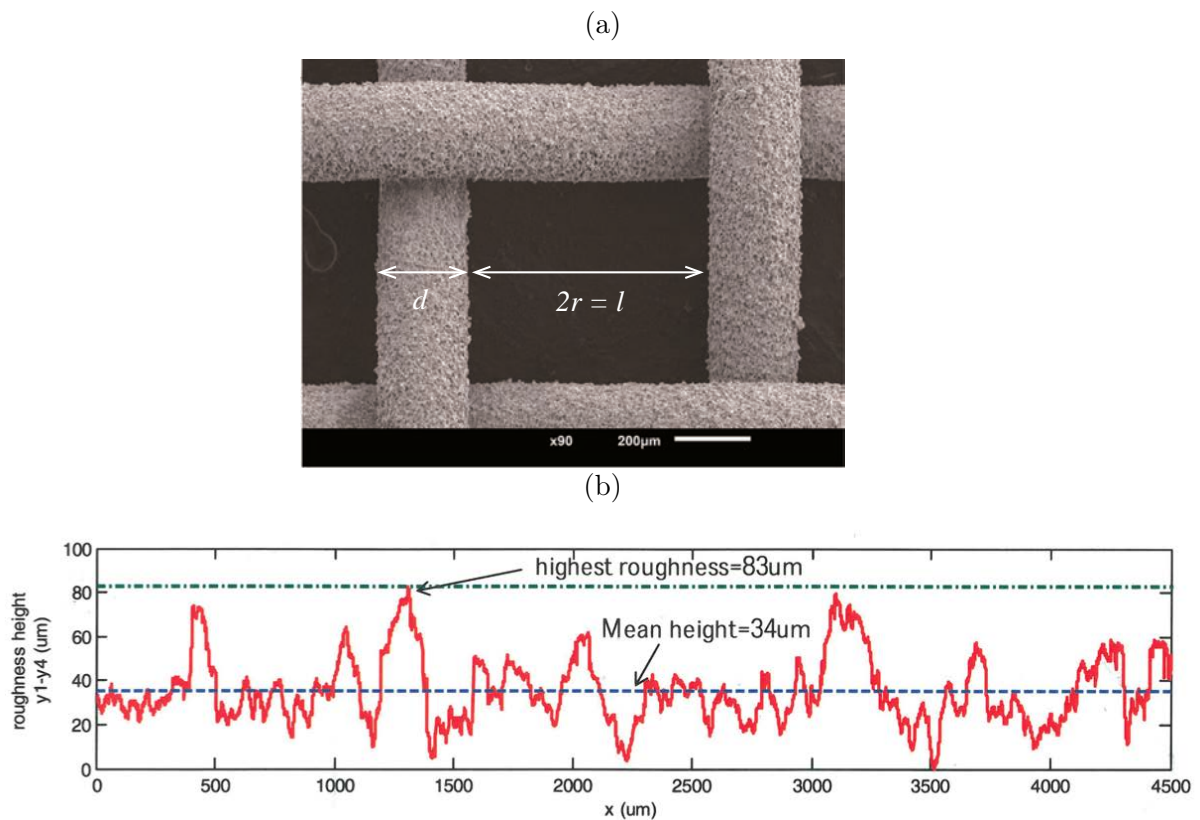 (a)
d
2r = l
x90 200μm
(b)
100
80
60
40
20
0
roughness height
y1-y4 (um)
highest roughness=83um
Mean height=34um
0 500 1000 1500 2000 2500 3000 3500 4000 4500
x (um)